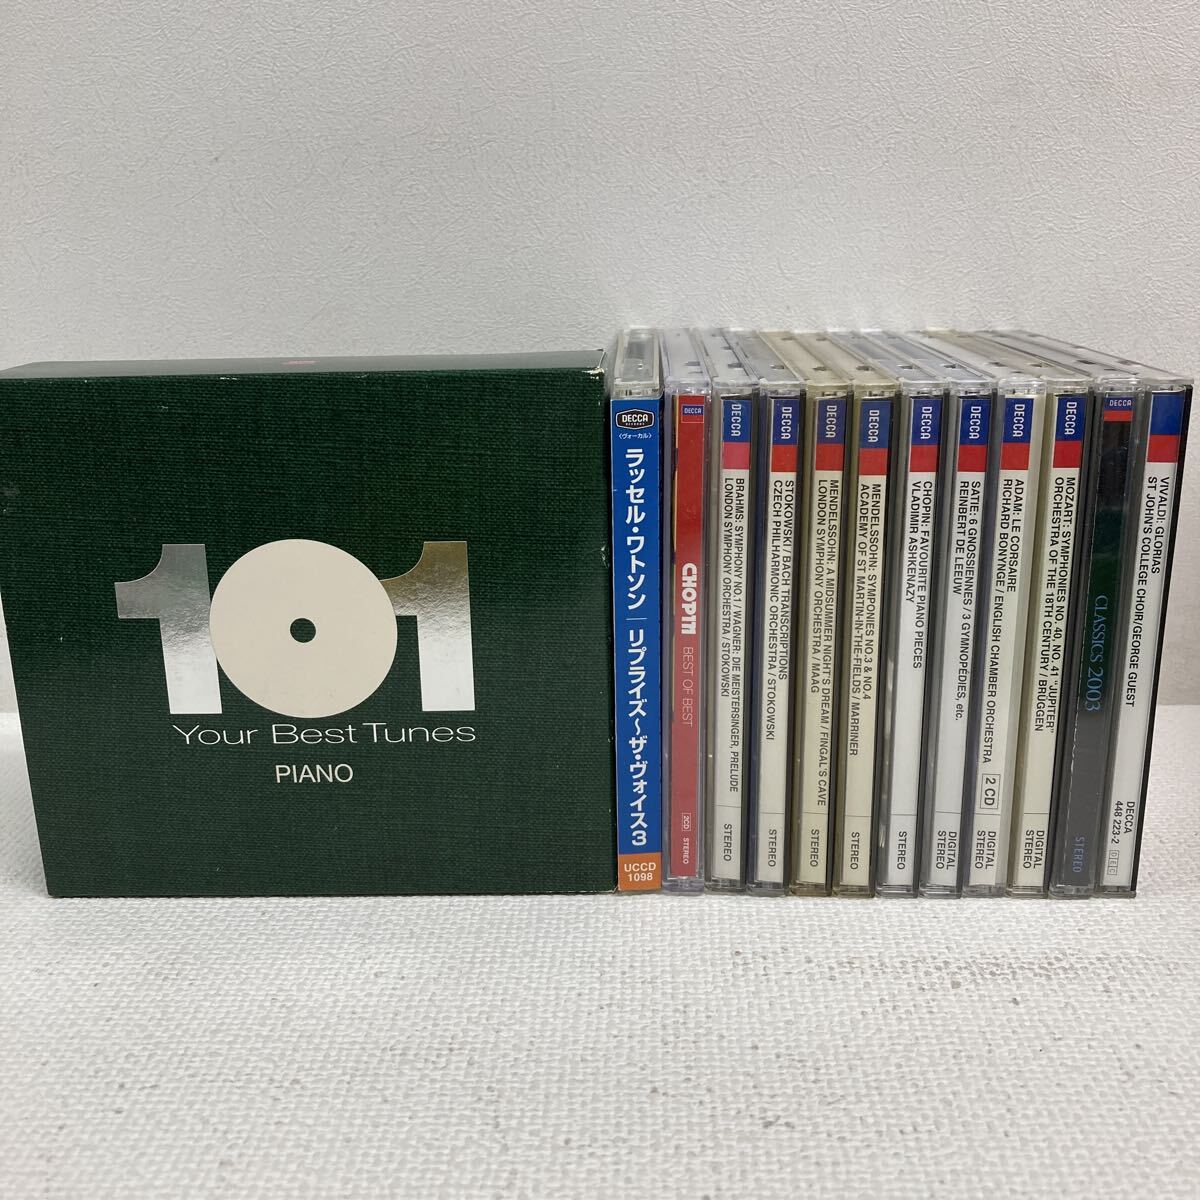 101
Your Best Tunes
PIANO
DECCA
RECORDS
〈ヴォーカル〉
ラッセル・ワトソン│リプライズ〜ザ・ヴォイス3
UCCD
1098
DECCA
CHOPIN BEST OF BEST
2CD STEREO
DECCA
BRAHMS: SYMPHONY NO.1 / WAGNER: DIE MEISTERSINGER, PRELUDE
LONDON SYMPHONY ORCHESTRA / STOKOWSKI
STEREO
DECCA
STOKOWSKI / BACH TRANSCRIPTIONS
CZECH PHILHARMONIC ORCHESTRA / STOKOWSKI
STEREO
DECCA
MENDELSSOHN: A MIDSUMMER NIGHT'S DREAM / FINGAL'S CAVE
LONDON SYMPHONY ORCHESTRA / MAAG
STEREO
DECCA
MENDELSSOHN: SYMPONIES NO.3 & NO.4
ACADEMY OF ST MARTIN-IN-THE-FIELDS / MARRINER
STEREO
DECCA
CHOPIN: FAVOURITE PIANO PIECES
VLADIMIR ASHKENAZY
STEREO
DECCA
SATIE: 6 GNOSSIENNES / 3 GYMNOPÉDIES, etc.
REINBERT DE LEEUW
DIGITAL
STEREO
DECCA
ADAM: LE CORSAIRE
RICHARD BONYNGE / ENGLISH CHAMBER ORCHESTRA
2 CD
DIGITAL
STEREO
DECCA
MOZART: SYMPHONIES NO. 40, NO. 41 "JUPITER"
ORCHESTRA OF THE 18TH CENTURY / BRÜGGEN
DIGITAL
STEREO
DECCA
CLASSICS 2003
STEREO
VIVALDI: GLORIAS
ST JOHN'S COLLEGE CHOIR/GEORGE GUEST
DECCA
448 223-2
DEC